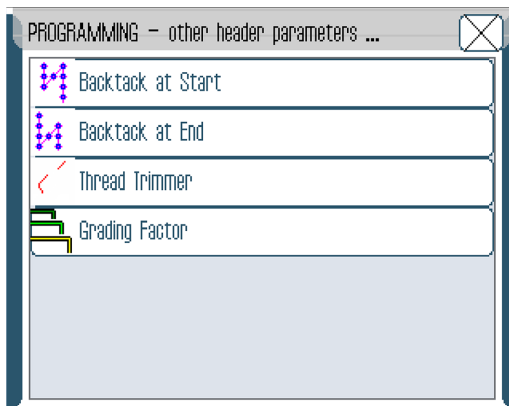 PROGRAMMING - other header parameters ...
Backtack at Start
Backtack at End
Thread Trimmer
Grading Factor